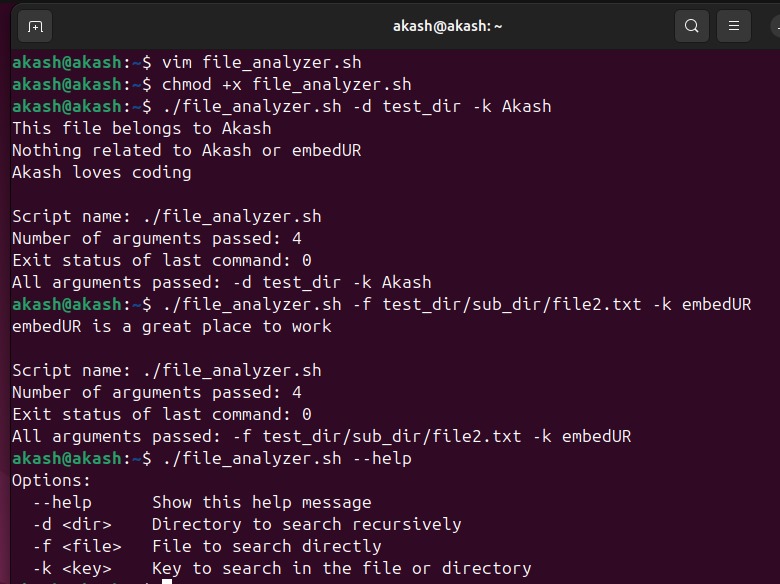 akash@akash: ~
akash@akash:~$ vim file_analyzer.sh
akash@akash:~$ chmod +x file_analyzer.sh
akash@akash:~$ ./file_analyzer.sh -d test_dir -k Akash
This file belongs to Akash
Nothing related to Akash or embedUR
Akash loves coding
Script name: ./file_analyzer.sh
Number of arguments passed: 4
Exit status of last command: 0
All arguments passed: -d test_dir -k Akash
akash@akash:~$ ./file_analyzer.sh -f test_dir/sub_dir/file2.txt -k embedUR
embedUR is a great place to work
Script name: ./file_analyzer.sh
Number of arguments passed: 4
Exit status of last command: 0
All arguments passed: -f test_dir/sub_dir/file2.txt -k embedUR
akash@akash:~$ ./file_analyzer.sh --help
Options:
  --help      Show this help message
  -d <dir>    Directory to search recursively
  -f <file>   File to search directly
  -k <key>    Key to search in the file or directory